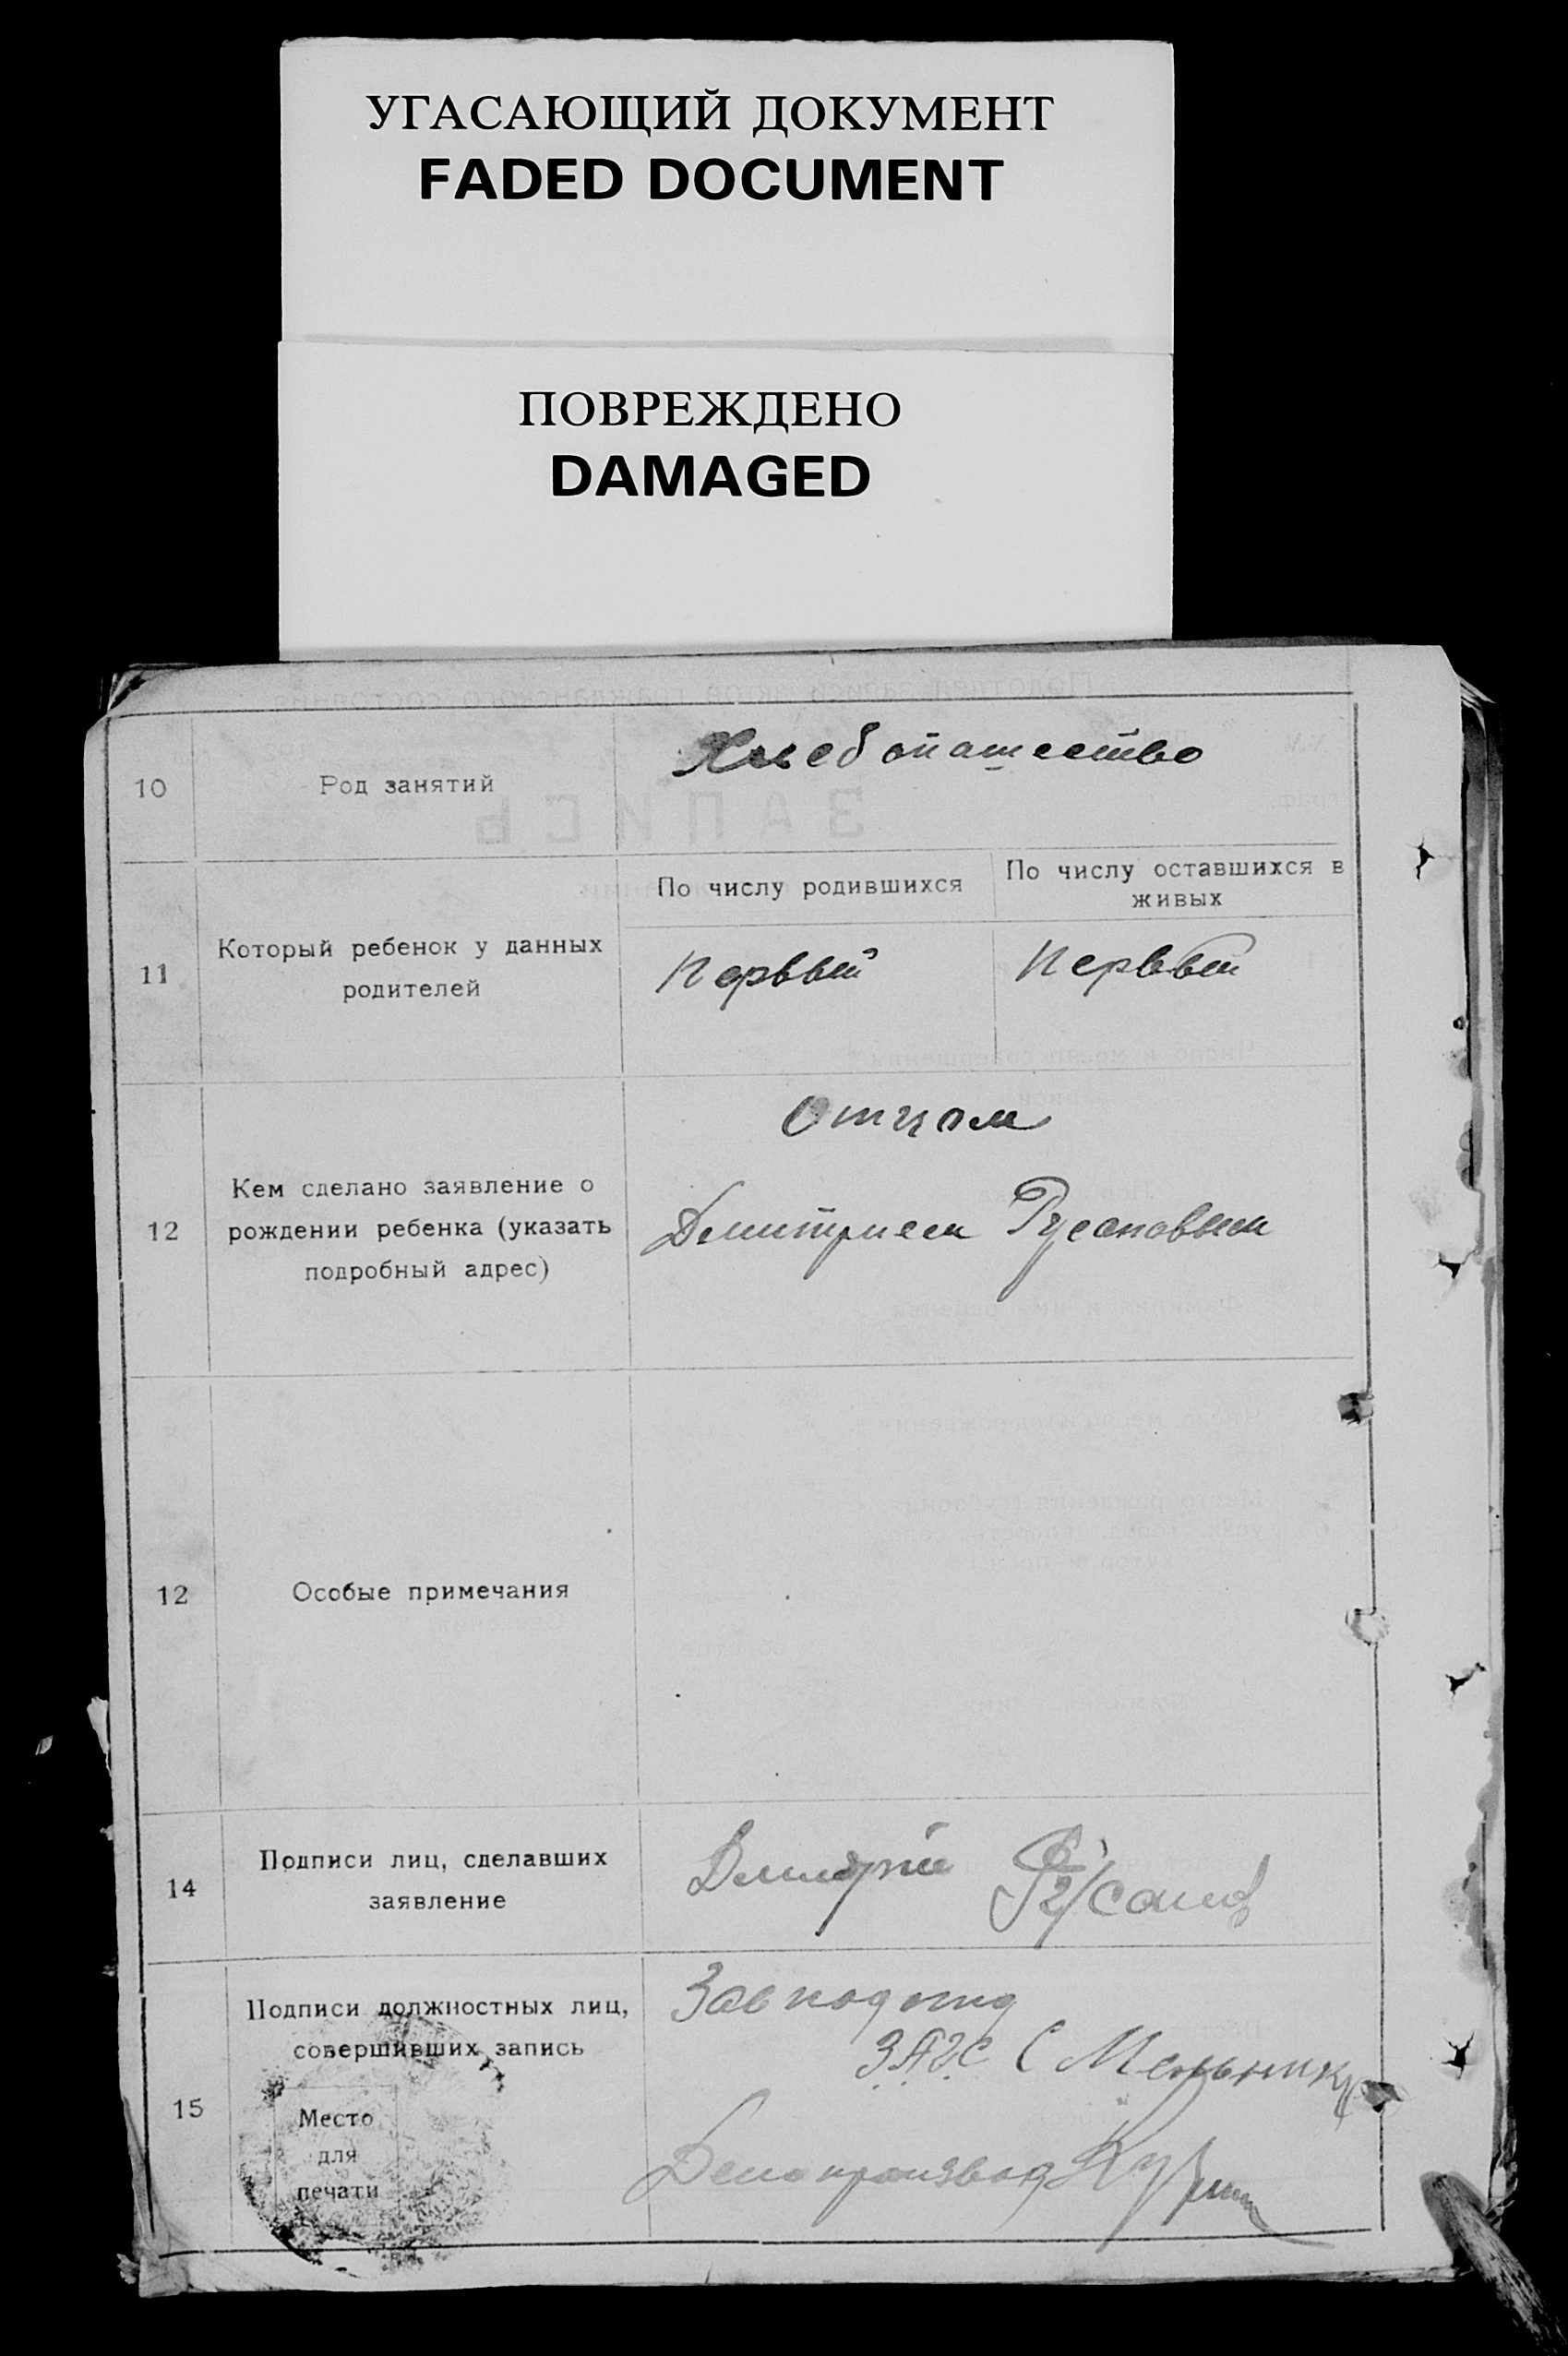 УГАСАЮЩИЙ ДОКУМЕНТ
FADED DOCUMENT
ПОВРЕЖДЕНО
DAMAGED
10
Род занятий
Хлебопашество
11
Который ребенок у данных
родителей
По числу родившихся
По числу оставшихся в
живых
Первый
Первый
12
Кем сделано заявление о
рождении ребенка (указать
подробный адрес)
Отцом
Дмитрием Русановым
12
Особые примечания
14
Подписи лиц, сделавших
заявление
Дмитрий Русанов
15
Подписи должностных лиц,
совершивших запись
Место
для
печати
Зав подотд
ЗАГС С Мельник
Делопроизвод